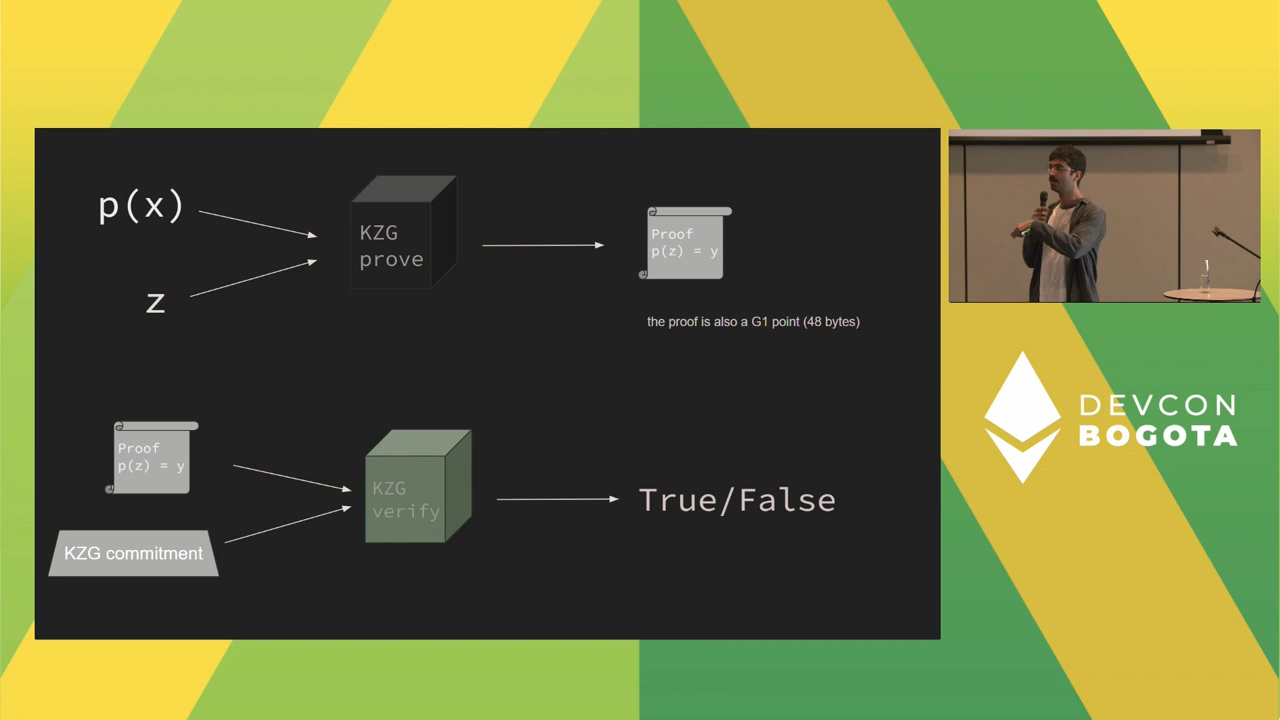 p(x)
z
KZG
prove
Proof
p(z) = y
the proof is also a G1 point (48 bytes)
Proof
p(z) = y
KZG commitment
KZG
verify
True/False
DEVCON
BOGOTA